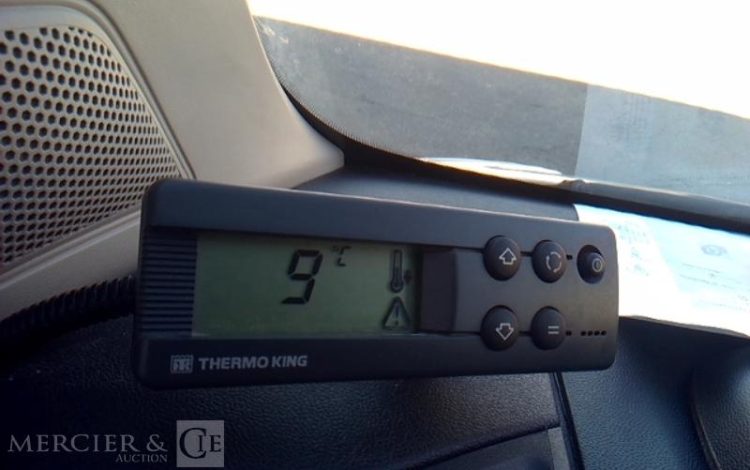 9 °C
THERMO KING
MERCIER & CIE
AUCTION